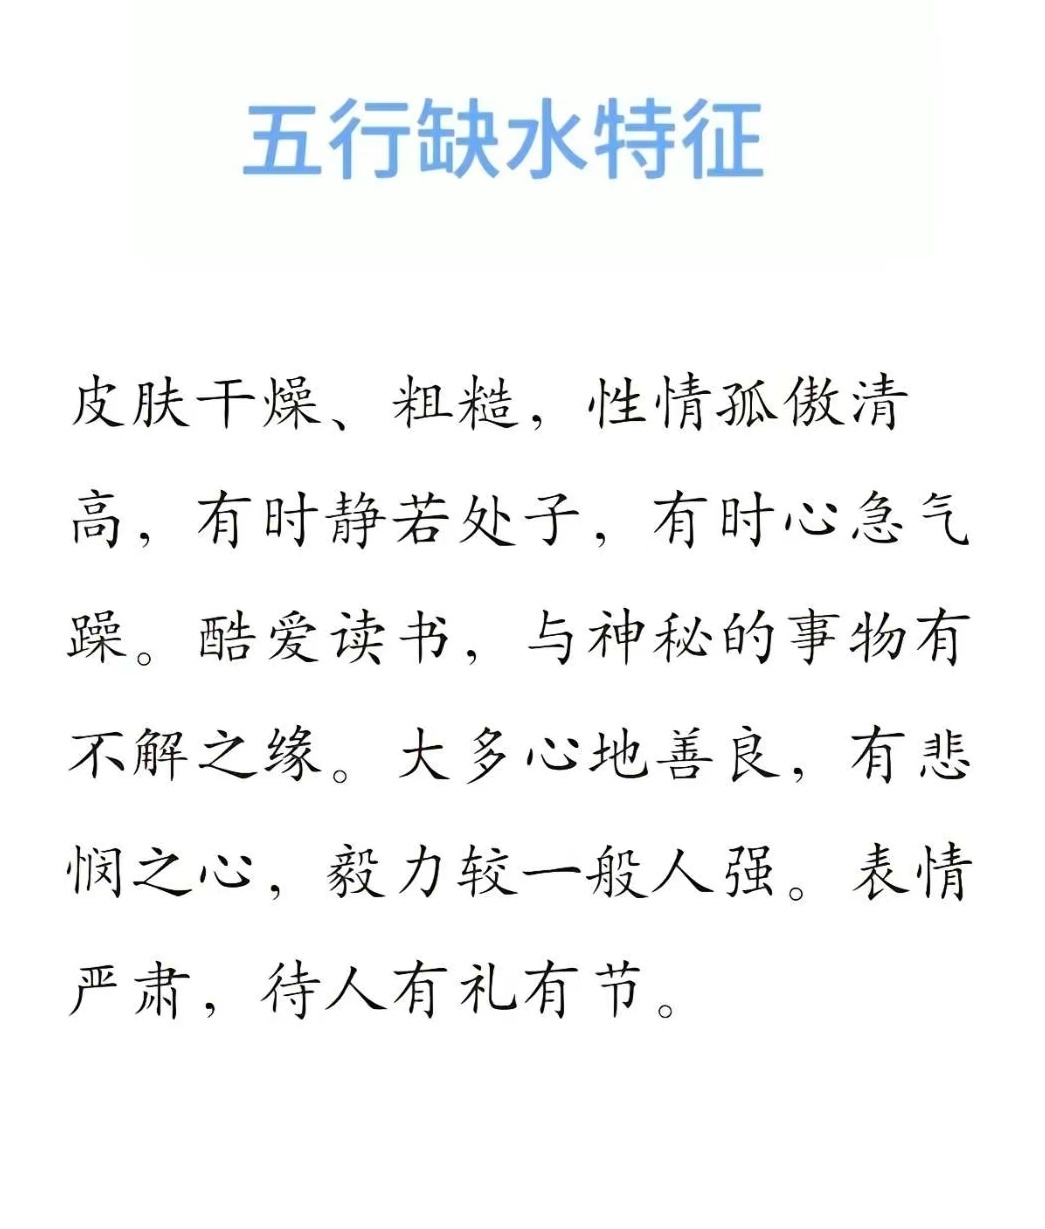 五行缺水特征
皮肤干燥、粗糙，性情孤傲清
高，有时静若处子，有时心急气
躁。酷爱读书，与神秘的事物有
不解之缘。大多心地善良，有悲
悯之心，毅力较一般人强。表情
严肃，待人有礼有节。